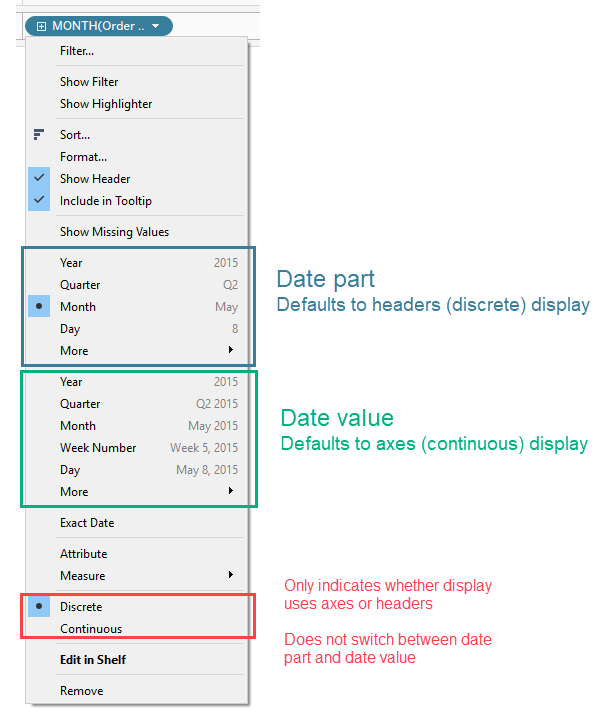 MONTH(Order ..
Filter...
Show Filter
Show Highlighter
Sort...
Format...
Show Header
Include in Tooltip
Show Missing Values
Year 2015
Quarter Q2
Month May
Day 8
More
Date part
Defaults to headers (discrete) display
Year 2015
Quarter Q2 2015
Month May 2015
Week Number Week 5, 2015
Day May 8, 2015
More
Date value
Defaults to axes (continuous) display
Exact Date
Attribute
Measure
Discrete
Continuous
Only indicates whether display
uses axes or headers
Does not switch between date
part and date value
Edit in Shelf
Remove